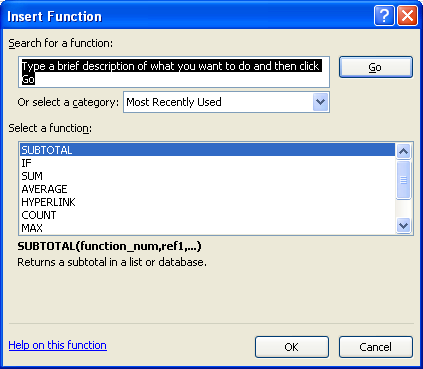 Insert Function
Search for a function:
Type a brief description of what you want to do and then click
Go
Go
Or select a category: Most Recently Used
Select a function:
SUBTOTAL
IF
SUM
AVERAGE
HYPERLINK
COUNT
MAX
SUBTOTAL(function_num,ref1,...)
Returns a subtotal in a list or database.
Help on this function
OK
Cancel